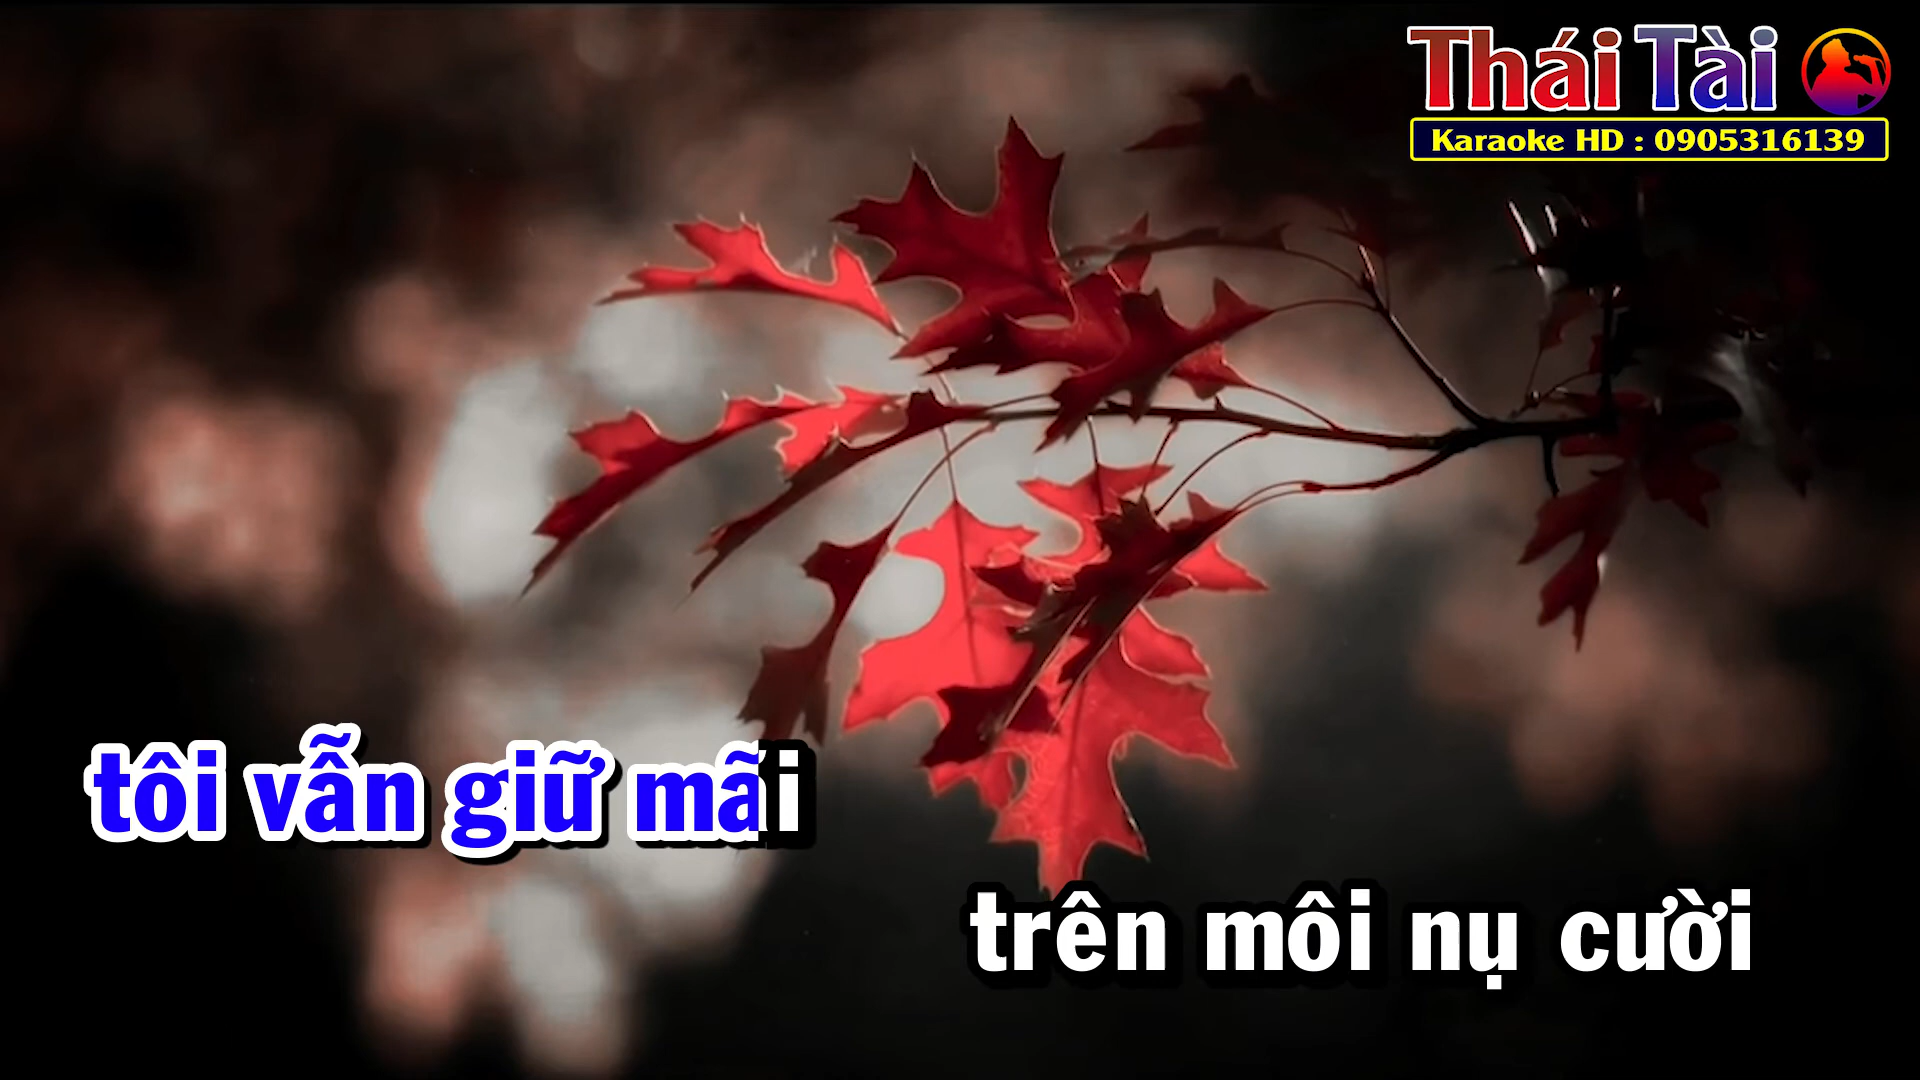 Thái Tài
Karaoke HD : 0905316139
tôi vẫn giữ mãi
trên môi nụ cười